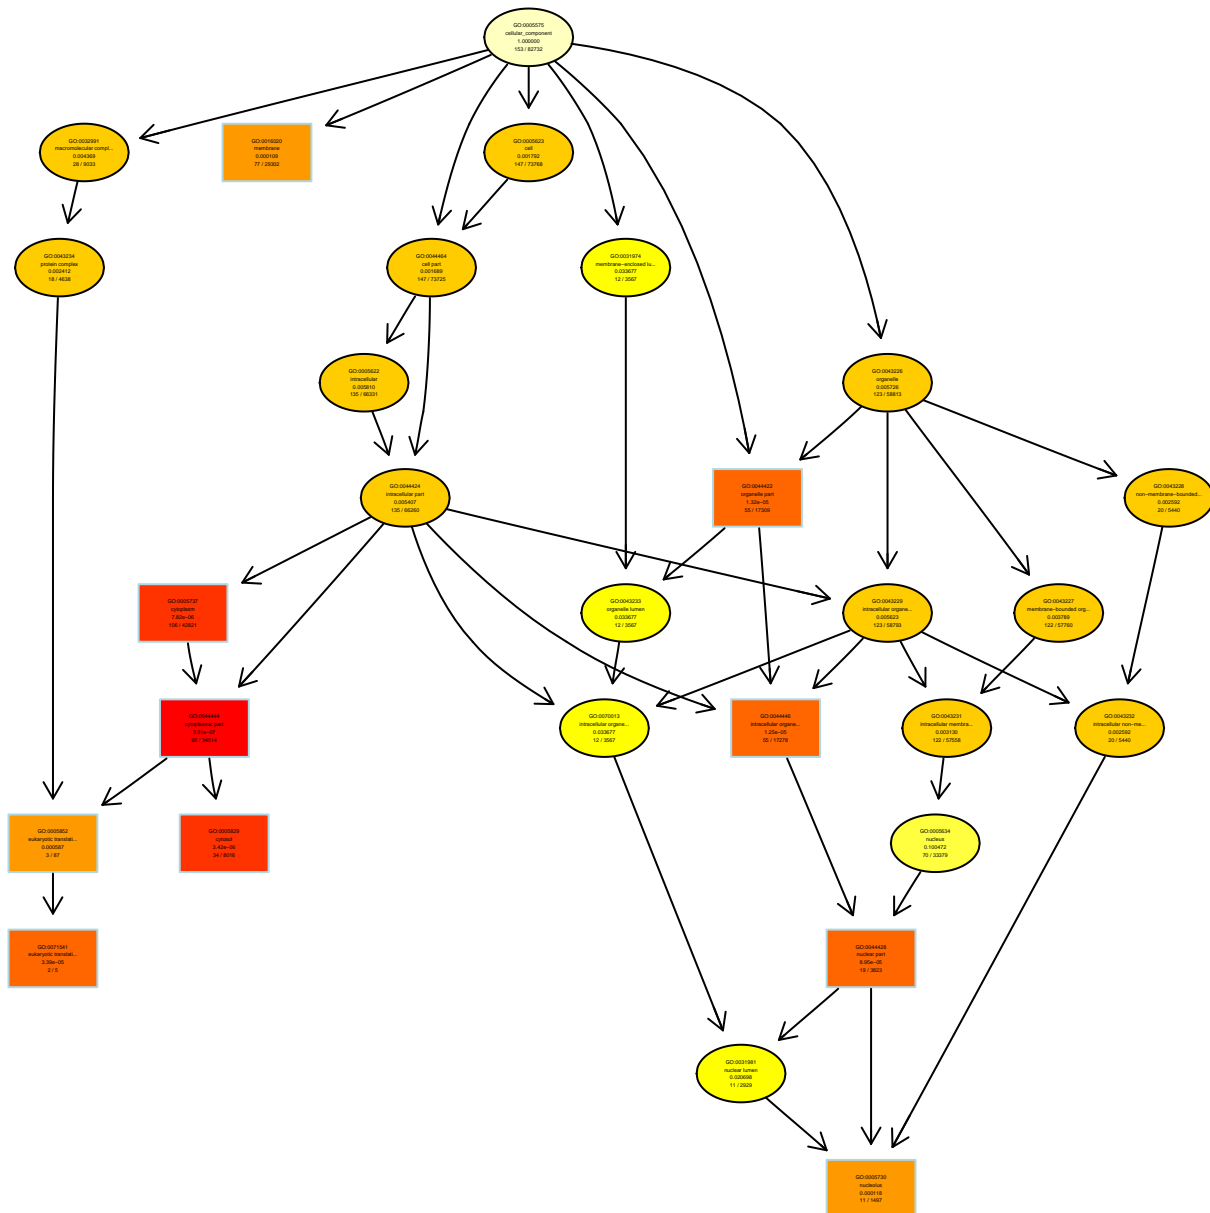 GO:0005575
cellular_component
1.000000
153 / 82732
GO:0032991
macromolecular compl...
0.004369
28 / 9033
GO:0016020
membrane
0.000109
77 / 29302
GO:0005623
cell
0.001792
147 / 73768
GO:0043234
protein complex
0.002412
18 / 4638
GO:0044464
cell part
0.001689
147 / 73725
GO:0031974
membrane−enclosed lu...
0.033677
12 / 3567
GO:0005622
intracellular
0.005810
135 / 66331
GO:0043226
organelle
0.005726
123 / 58813
GO:0044424
intracellular part
0.005407
135 / 66260
GO:0044422
organelle part
1.32e−05
55 / 17309
GO:0043228
non−membrane−bounded...
0.002592
20 / 5440
GO:0005737
cytoplasm
7.82e−06
106 / 43821
GO:0043233
organelle lumen
0.033677
12 / 3567
GO:0043229
intracellular organe...
0.005623
123 / 58793
GO:0043227
membrane−bounded org...
0.003789
122 / 57760
GO:0044444
cytoplasmic part
GO:0070013
intracellular organe...
0.033677
12 / 3567
GO:0044446
intracellular organe...
1.25e−05
55 / 17278
GO:0043231
intracellular membra...
0.003130
122 / 57558
GO:0043232
intracellular non−me...
0.002592
20 / 5440
GO:0005852
eukaryotic translati...
0.000587
3 / 87
GO:0005829
cytosol
3.42e−06
34 / 8016
GO:0005634
nucleus
0.100472
70 / 33379
GO:0071541
eukaryotic translati...
3.39e−05
2 / 5
GO:0044428
nuclear part
8.95e−05
19 / 3823
GO:0031981
nuclear lumen
0.020698
11 / 2929
GO:0005730
nucleolus
0.000118
11 / 1497